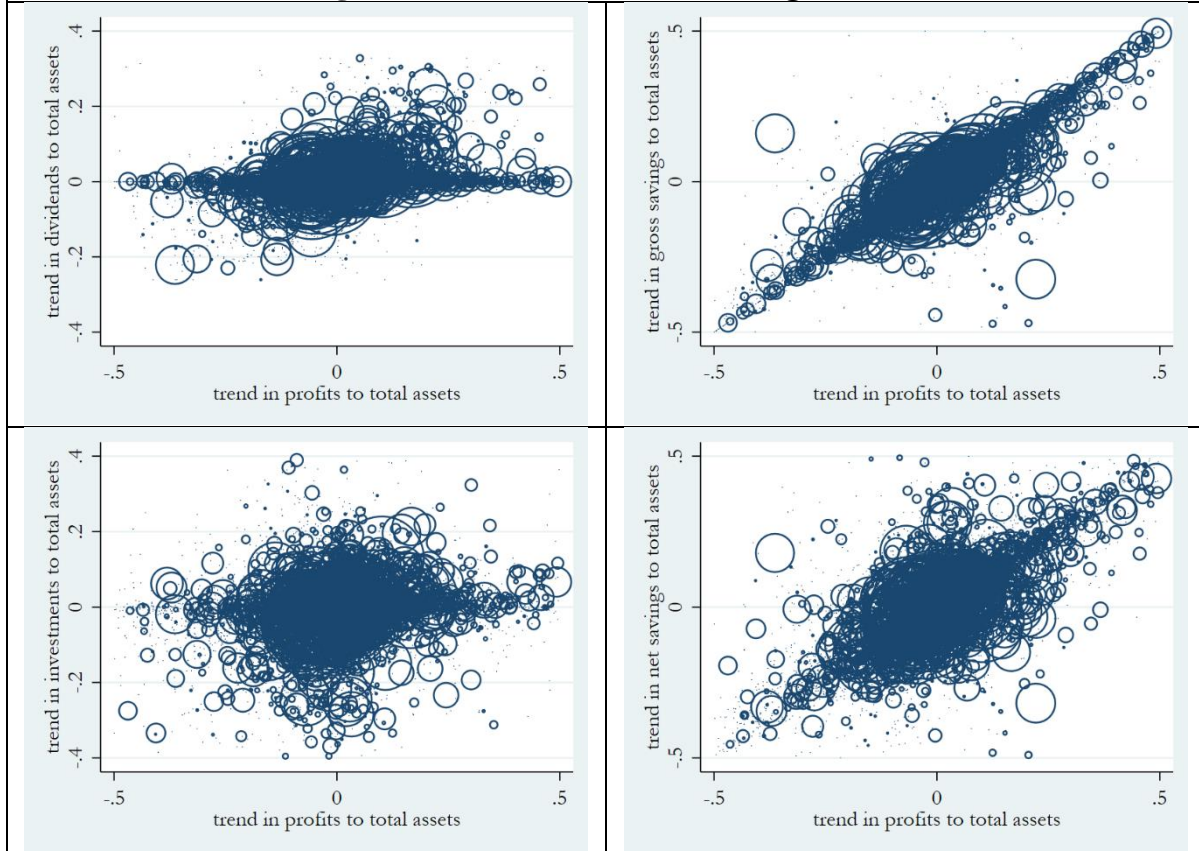 trend in dividends to total assets
.4
.2
0
-.2
-.4
-.5 0 .5
trend in profits to total assets
trend in gross savings to total assets
.5
0
-.5
-.5 0 .5
trend in profits to total assets
trend in investments to total assets
.4
.2
0
-.2
-.4
-.5 0 .5
trend in profits to total assets
trend in net savings to total assets
.5
0
-.5
-.5 0 .5
trend in profits to total assets